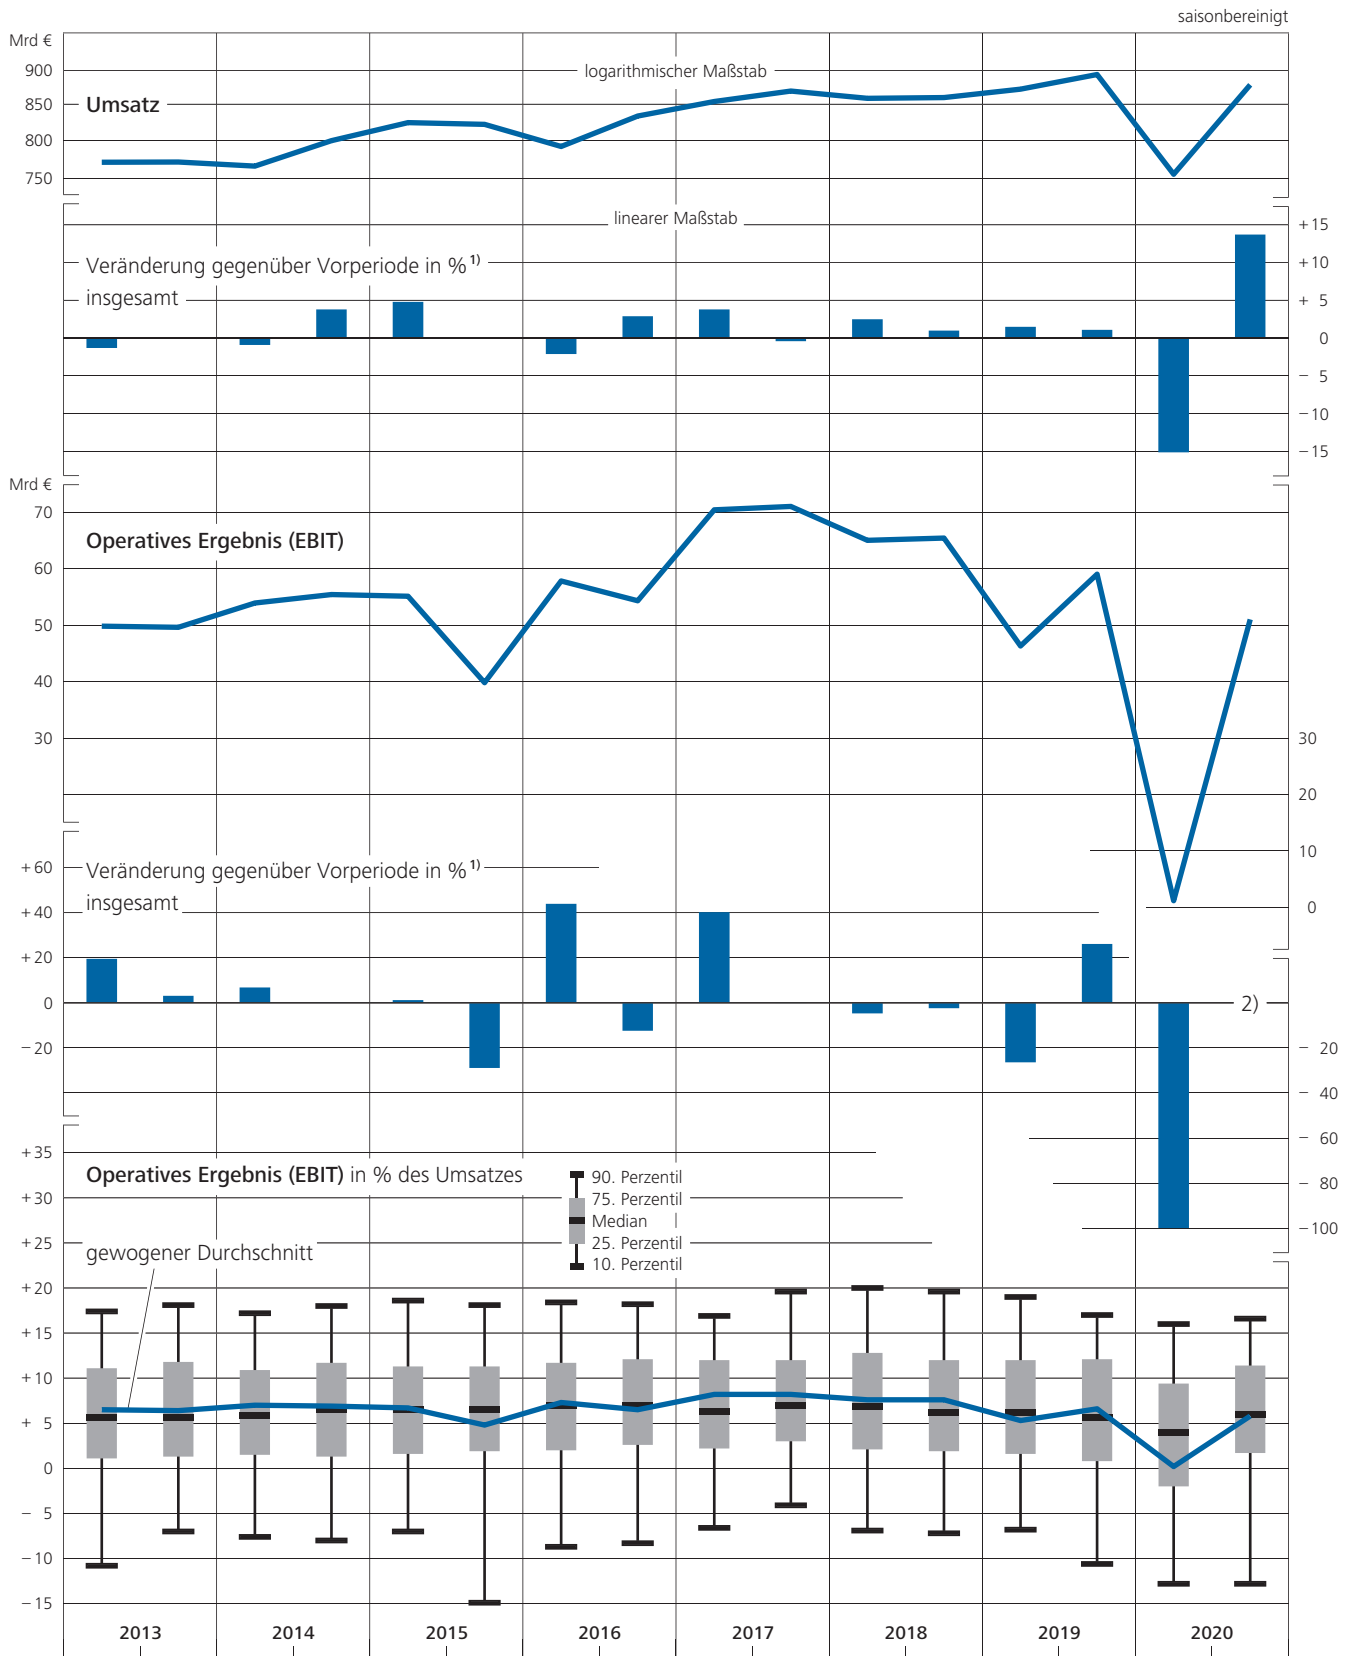 saisonbereinigt
Mrd €
900
logarithmischer Maßstab
850
Umsatz
800
750
linearer Maßstab
+ 15
Veränderung gegenüber Vorperiode in % 1)
+ 10
insgesamt
+ 5
0
− 5
− 10
− 15
Mrd €
70
Operatives Ergebnis (EBIT)
60
50
40
30 30
20
10
0
+ 60
Veränderung gegenüber Vorperiode in % 1)
insgesamt
+ 40
+ 20
0
2)
− 20 − 20
− 40
− 60
− 80
− 100
+ 35
Operatives Ergebnis (EBIT) in % des Umsatzes
90. Perzentil
75. Perzentil
Median
25. Perzentil
10. Perzentil
+ 30
+ 25
gewogener Durchschnitt
+ 20
+ 15
+ 10
+ 5
0
− 5
− 10
− 15
2013 2014 2015 2016 2017 2018 2019 2020